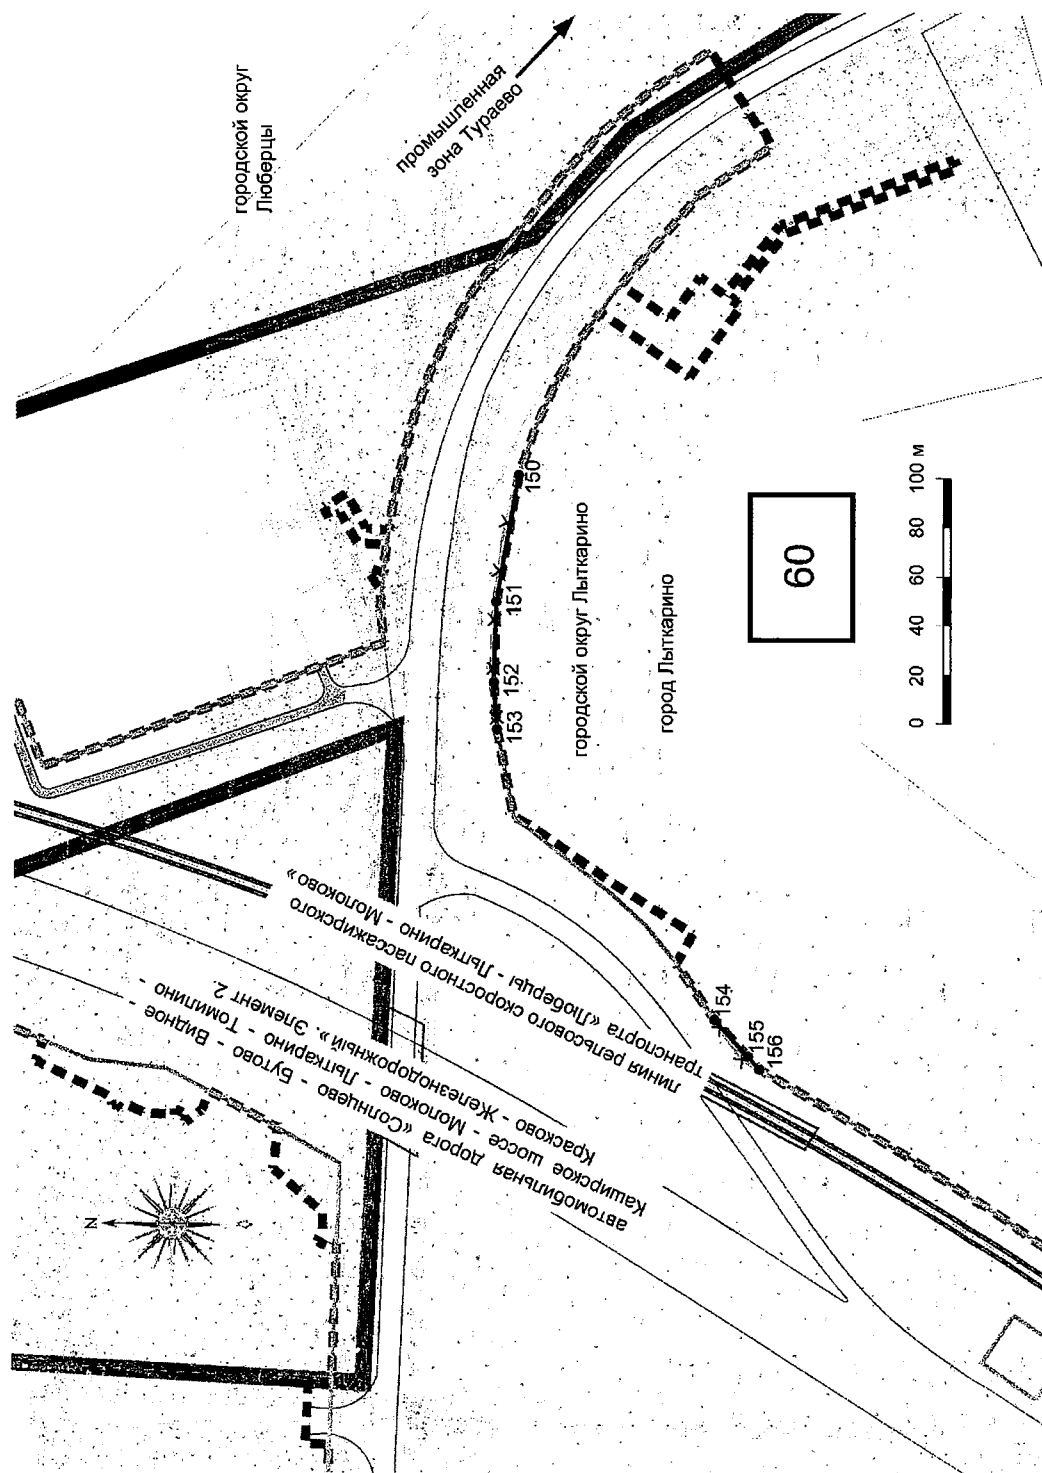 городской округ
Люберцы
промышленная
зона Тураево
150
151
152
153
городской округ Лыткарино
город Лыткарино
60
0 20 40 60 80 100 м
линия рельсового скоростного пассажирского
транспорта «Люберцы - Лыткарино - Молоково»
автомобильная дорога "Солнцево - Бутово - Видное -
Каширское шоссе - Молоково - Лыткарино - Томилино -
Красково - Железнодорожный». Элемент 2.
154
155
156
N